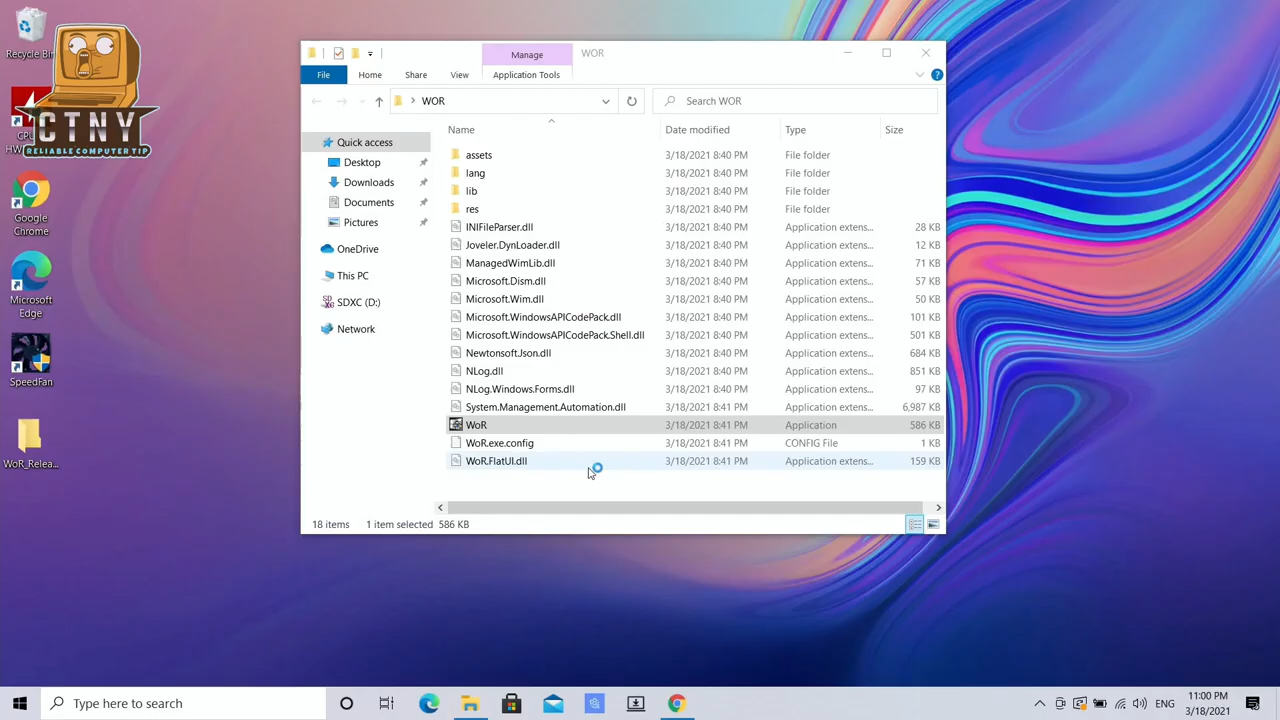 Recycle Bin
CPU
HW
CTNY
RELIABLE COMPUTER TIP
Google
Chrome
Microsoft
Edge
SpeedFan
WoR_Relea...
Manage
WOR
File
Home
Share
View
Application Tools
WOR
Search WOR
Quick access
Desktop
Downloads
Documents
Pictures
OneDrive
This PC
SDXC (D:)
Network
Name Date modified Type Size
assets 3/18/2021 8:40 PM File folder
lang 3/18/2021 8:40 PM File folder
lib 3/18/2021 8:40 PM File folder
res 3/18/2021 8:40 PM File folder
INIFileParser.dll 3/18/2021 8:40 PM Application extens... 28 KB
Joveler.DynLoader.dll 3/18/2021 8:40 PM Application extens... 12 KB
ManagedWimLib.dll 3/18/2021 8:40 PM Application extens... 71 KB
Microsoft.Dism.dll 3/18/2021 8:40 PM Application extens... 57 KB
Microsoft.Wim.dll 3/18/2021 8:40 PM Application extens... 50 KB
Microsoft.WindowsAPICodePack.dll 3/18/2021 8:40 PM Application extens... 101 KB
Microsoft.WindowsAPICodePack.Shell.dll 3/18/2021 8:40 PM Application extens... 501 KB
Newtonsoft.Json.dll 3/18/2021 8:40 PM Application extens... 684 KB
NLog.dll 3/18/2021 8:40 PM Application extens... 851 KB
NLog.Windows.Forms.dll 3/18/2021 8:40 PM Application extens... 97 KB
System.Management.Automation.dll 3/18/2021 8:41 PM Application extens... 6,987 KB
WoR 3/18/2021 8:41 PM Application 586 KB
WoR.exe.config 3/18/2021 8:41 PM CONFIG File 1 KB
WoR.FlatUI.dll 3/18/2021 8:41 PM Application extens... 159 KB
18 items 1 item selected 586 KB
Type here to search
ENG
11:00 PM
3/18/2021